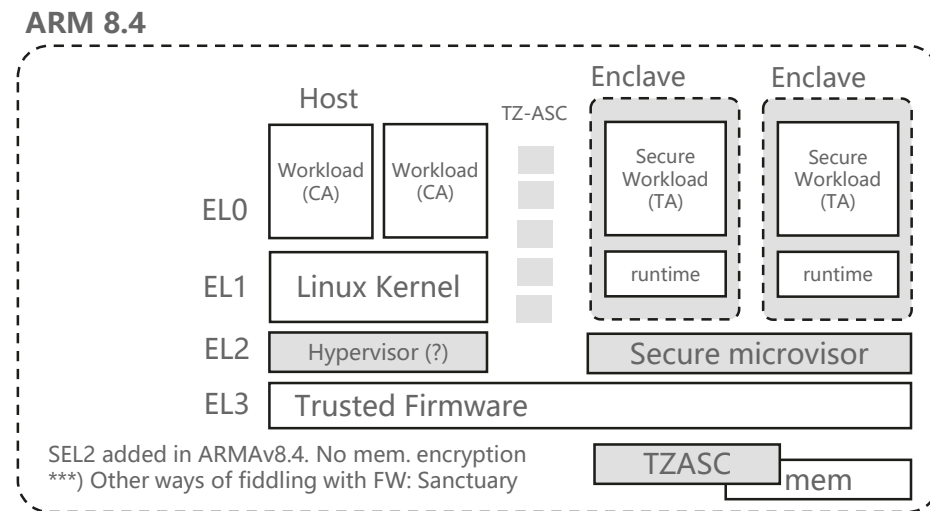 ARM 8.4
Host
TZ-ASC
Enclave
Enclave
EL0
Workload
(CA)
Workload
(CA)
Secure
Workload
(TA)
Secure
Workload
(TA)
EL1
Linux Kernel
runtime
runtime
EL2
Hypervisor (?)
Secure microvisor
EL3
Trusted Firmware
SEL2 added in ARMAv8.4. No mem. encryption
***) Other ways of fiddling with FW: Sanctuary
TZASC
mem